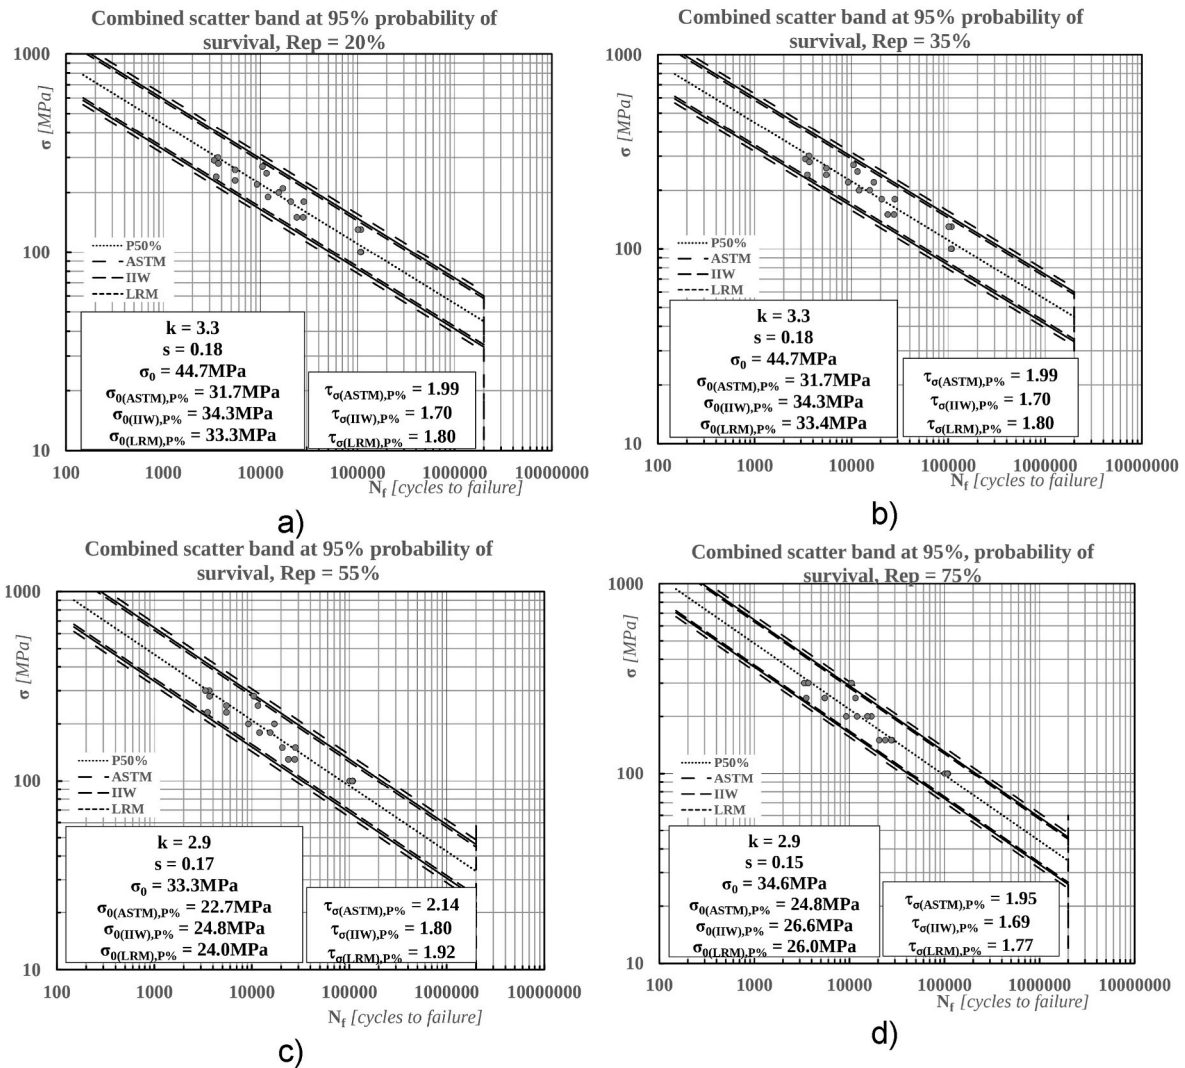 Combined scatter band at 95% probability of
survival, Rep = 20%
1000
100
10
σ [MPa]
P50%
ASTM
IIW
LRM
k = 3.3
s = 0.18
σ0 = 44.7MPa
σ0(ASTM),P% = 31.7MPa
σ0(IIW),P% = 34.3MPa
σ0(LRM),P% = 33.3MPa
τσ(ASTM),P% = 1.99
τσ(IIW),P% = 1.70
τσ(LRM),P% = 1.80
100 1000 10000 100000 1000000 10000000
Nf [cycles to failure]
a)
Combined scatter band at 95% probability of
survival, Rep = 35%
1000
100
10
σ [MPa]
P50%
ASTM
IIW
LRM
k = 3.3
s = 0.18
σ0 = 44.7MPa
σ0(ASTM),P% = 31.7MPa
σ0(IIW),P% = 34.3MPa
σ0(LRM),P% = 33.4MPa
τσ(ASTM),P% = 1.99
τσ(IIW),P% = 1.70
τσ(LRM),P% = 1.80
100 1000 10000 100000 1000000 10000000
Nf [cycles to failure]
b)
Combined scatter band at 95% probability of
survival, Rep = 55%
1000
100
10
σ [MPa]
P50%
ASTM
IIW
LRM
k = 2.9
s = 0.17
σ0 = 33.3MPa
σ0(ASTM),P% = 22.7MPa
σ0(IIW),P% = 24.8MPa
σ0(LRM),P% = 24.0MPa
τσ(ASTM),P% = 2.14
τσ(IIW),P% = 1.80
τσ(LRM),P% = 1.92
100 1000 10000 100000 1000000 10000000
Nf [cycles to failure]
c)
Combined scatter band at 95%, probability of
survival, Rep = 75%
1000
100
10
σ [MPa]
P50%
ASTM
IIW
LRM
k = 2.9
s = 0.15
σ0 = 34.6MPa
σ0(ASTM),P% = 24.8MPa
σ0(IIW),P% = 26.6MPa
σ0(LRM),P% = 26.0MPa
τσ(ASTM),P% = 1.95
τσ(IIW),P% = 1.69
τσ(LRM),P% = 1.77
100 1000 10000 100000 1000000 10000000
Nf [cycles to failure]
d)